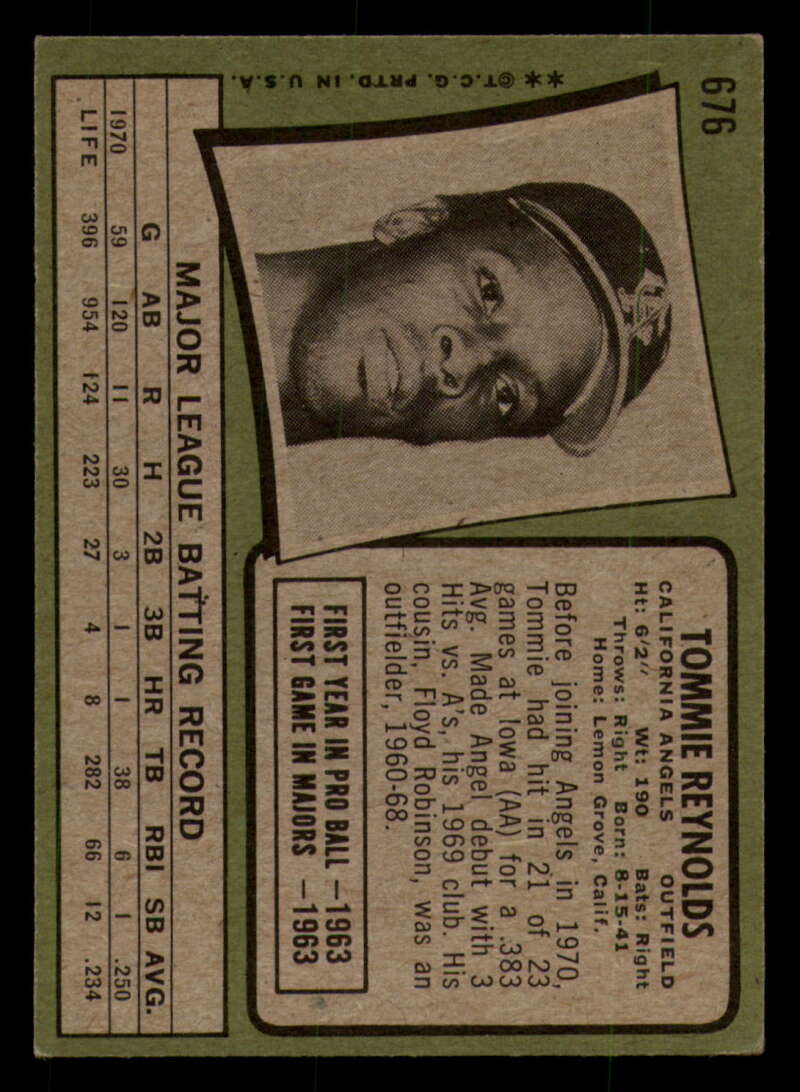 676
**©T.C.G. PRTD. IN U.S.A.
TOMMIE REYNOLDS
CALIFORNIA ANGELS OUTFIELD
Ht: 6'2" Wt: 190 Bats: Right
Throws: Right Born: 8-15-41
Home: Lemon Grove, Calif.
Before joining Angels in 1970,
Tommie had hit in 21 of 23
games at Iowa (AA) for a .383
Avg. Made Angel debut with 3
Hits vs. A's, his 1969 club. His
cousin, Floyd Robinson, was an
outfielder, 1960-68.
FIRST YEAR IN PRO BALL —1963
FIRST GAME IN MAJORS —1963
MAJOR LEAGUE BATTING RECORD
G AB R H 2B 3B HR TB RBI SB AVG.
1970 59 120 11 30 3 1 1 38 6 1 .250
LIFE 396 954 124 223 27 4 8 282 66 12 .234